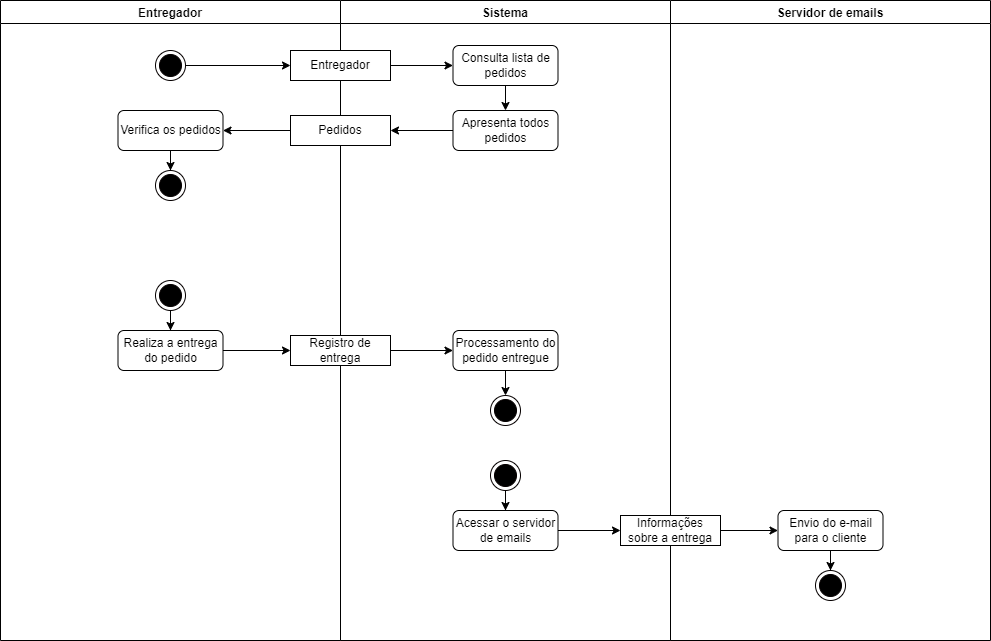 Entregador
Sistema
Servidor de emails
Entregador
Consulta lista de
pedidos
Verifica os pedidos
Pedidos
Apresenta todos
pedidos
Realiza a entrega
do pedido
Registro de
entrega
Processamento do
pedido entregue
Acessar o servidor
de emails
Informações
sobre a entrega
Envio do e-mail
para o cliente